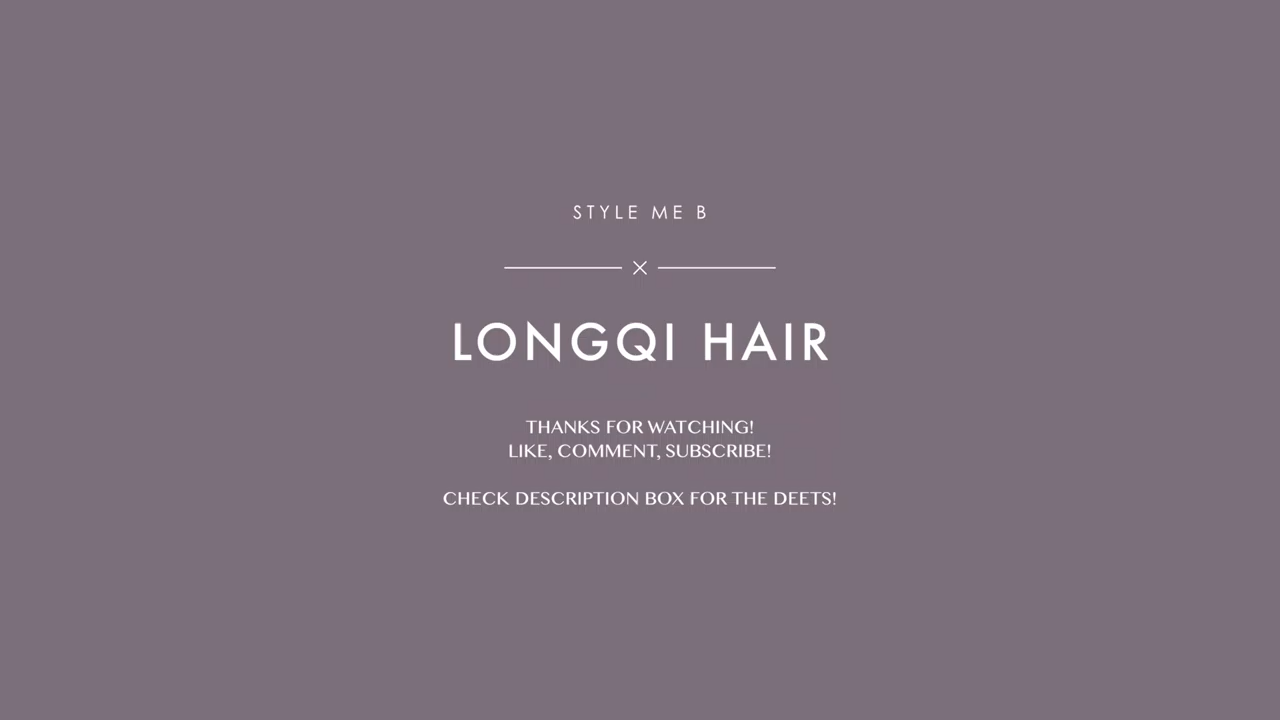 STYLE ME B
×
LONGQI HAIR
THANKS FOR WATCHING!
LIKE, COMMENT, SUBSCRIBE!
CHECK DESCRIPTION BOX FOR THE DEETS!